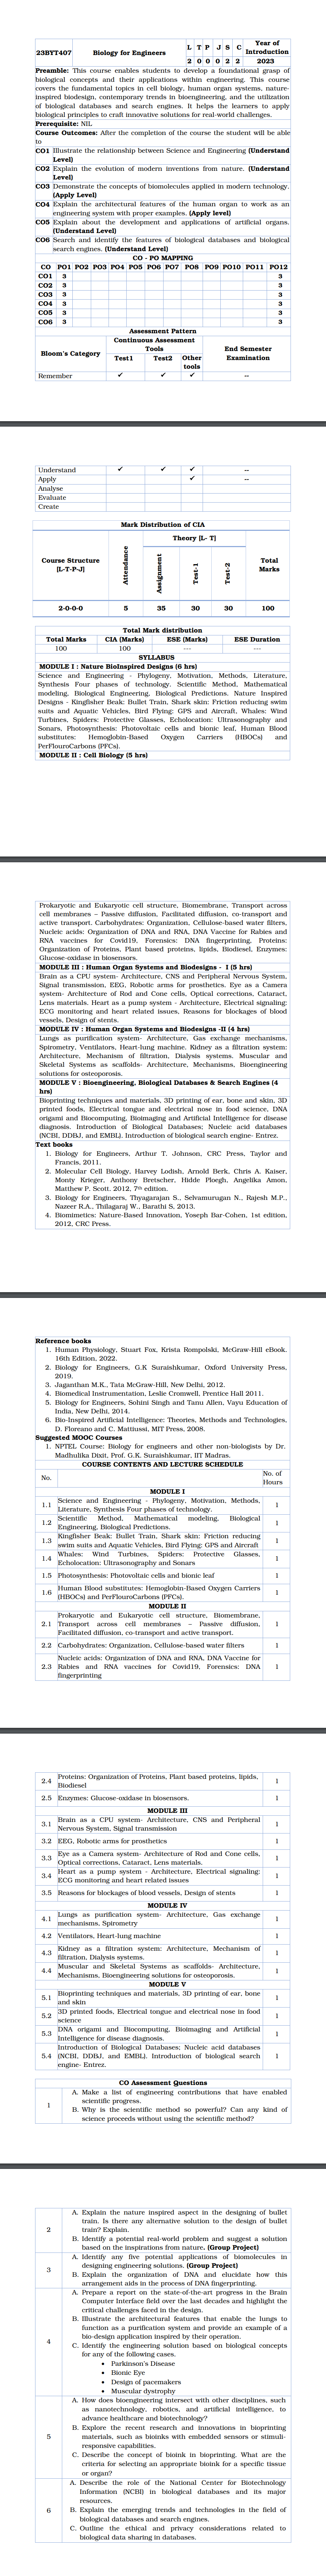 23BYT407 Biology for Engineers L T P J S C Year of Introduction
2 0 0 0 2 2 2023
Preamble: This course enables students to develop a foundational grasp of
biological concepts and their applications within engineering. This course
covers the fundamental topics in cell biology, human organ systems, nature-
inspired biodesign, contemporary trends in bioengineering, and the utilization
of biological databases and search engines. It helps the learners to apply
biological principles to craft innovative solutions for real-world challenges.
Prerequisite: NIL
Course Outcomes: After the completion of the course the student will be able
to
CO1 Illustrate the relationship between Science and Engineering (Understand
Level)
CO2 Explain the evolution of modern inventions from nature. (Understand
Level)
CO3 Demonstrate the concepts of biomolecules applied in modern technology.
(Apply Level)
CO4 Explain the architectural features of the human organ to work as an
engineering system with proper examples. (Apply level)
CO5 Explain about the development and applications of artificial organs.
(Understand Level)
CO6 Search and identify the features of biological databases and biological
search engines. (Understand Level)
CO - PO MAPPING
CO PO1 PO2 PO3 PO4 PO5 PO6 PO7 PO8 PO9 PO10 PO11 PO12
CO1 3 3
CO2 3 3
CO3 3 3
CO4 3 3
CO5 3 3
CO6 3 3
Assessment Pattern
Bloom's Category Continuous Assessment Tools End Semester Examination
Test1 Test2 Other tools
Remember ✓ ✓ ✓ --
Understand ✓ ✓ ✓ --
Apply ✓ --
Analyse
Evaluate
Create
Mark Distribution of CIA
Course Structure [L-T-P-J] Attendance Theory [L- T] Total Marks
Assignment Test-1 Test-2
2-0-0-0 5 35 30 30 100
Total Mark distribution
Total Marks CIA (Marks) ESE (Marks) ESE Duration
100 100 --- ---
SYLLABUS
MODULE I : Nature BioInspired Designs (6 hrs)
Science and Engineering - Phylogeny, Motivation, Methods, Literature,
Synthesis Four phases of technology. Scientific Method, Mathematical
modeling, Biological Engineering, Biological Predictions. Nature Inspired
Designs - Kingfisher Beak: Bullet Train, Shark skin: Friction reducing swim
suits and Aquatic Vehicles, Bird Flying: GPS and Aircraft, Whales: Wind
Turbines, Spiders: Protective Glasses, Echolocation: Ultrasonography and
Sonars, Photosynthesis: Photovoltaic cells and bionic leaf, Human Blood
substitutes: Hemoglobin-Based Oxygen Carriers (HBOCs) and
PerFlouroCarbons (PFCs).
MODULE II : Cell Biology (5 hrs)
Prokaryotic and Eukaryotic cell structure, Biomembrane, Transport across
cell membranes – Passive diffusion, Facilitated diffusion, co-transport and
active transport. Carbohydrates: Organization, Cellulose-based water filters,
Nucleic acids: Organization of DNA and RNA, DNA Vaccine for Rabies and
RNA vaccines for Covid19, Forensics: DNA fingerprinting, Proteins:
Organization of Proteins, Plant based proteins, lipids, Biodiesel, Enzymes:
Glucose-oxidase in biosensors.
MODULE III : Human Organ Systems and Biodesigns - I (5 hrs)
Brain as a CPU system- Architecture, CNS and Peripheral Nervous System,
Signal transmission, EEG, Robotic arms for prosthetics. Eye as a Camera
system- Architecture of Rod and Cone cells, Optical corrections, Cataract,
Lens materials. Heart as a pump system - Architecture, Electrical signaling:
ECG monitoring and heart related issues, Reasons for blockages of blood
vessels, Design of stents.
MODULE IV : Human Organ Systems and Biodesigns -II (4 hrs)
Lungs as purification system- Architecture, Gas exchange mechanisms,
Spirometry, Ventilators, Heart-lung machine. Kidney as a filtration system:
Architecture, Mechanism of filtration, Dialysis systems, Muscular and
Skeletal Systems as scaffolds- Architecture, Mechanisms, Bioengineering
solutions for osteoporosis.
MODULE V : Bioengineering, Biological Databases & Search Engines (4
hrs)
Bioprinting techniques and materials, 3D printing of ear, bone and skin, 3D
printed foods, Electrical tongue and electrical nose in food science, DNA
origami and Biocomputing, Bioimaging and Artificial Intelligence for disease
diagnosis. Introduction of Biological Databases; Nucleic acid databases
(NCBI, DDBJ, and EMBL). Introduction of biological search engine- Entrez.
Text books
1. Biology for Engineers, Arthur T. Johnson, CRC Press, Taylor and
Francis, 2011.
2. Molecular Cell Biology, Harvey Lodish, Arnold Berk, Chris A. Kaiser,
Monty Krieger, Anthony Bretscher, Hidde Ploegh, Angelika Amon,
Matthew P. Scott. 2012, 7th edition.
3. Biology for Engineers, Thyagarajan S., Selvamurugan N., Rajesh M.P.,
Nazeer R.A., Thilagaraj W., Barathi S, 2013.
4. Biomimetics: Nature-Based Innovation, Yoseph Bar-Cohen, 1st edition,
2012, CRC Press.
Reference books
1. Human Physiology, Stuart Fox, Krista Rompolski, McGraw-Hill eBook.
16th Edition, 2022.
2. Biology for Engineers, G.K Suraishkumar, Oxford University Press,
2019.
3. Jaganthan M.K., Tata McGraw-Hill, New Delhi, 2012.
4. Biomedical Instrumentation, Leslie Cromwell, Prentice Hall 2011.
5. Biology for Engineers, Sohini Singh and Tanu Allen, Vayu Education of
India, New Delhi, 2014.
6. Bio-Inspired Artificial Intelligence: Theories, Methods and Technologies,
D. Floreano and C. Mattiussi, MIT Press, 2008.
Suggested MOOC Courses
1. NPTEL Course: Biology for engineers and other non-biologists by Dr.
Madhulika Dixit, Prof. G.K. Suraishkumar, IIT Madras.
COURSE CONTENTS AND LECTURE SCHEDULE
No. No. of Hours
MODULE I
1.1 Science and Engineering - Phylogeny, Motivation, Methods, Literature, Synthesis Four phases of technology. 1
1.2 Scientific Method, Mathematical modeling, Biological Engineering, Biological Predictions. 1
1.3 Kingfisher Beak: Bullet Train, Shark skin: Friction reducing swim suits and Aquatic Vehicles, Bird Flying: GPS and Aircraft 1
1.4 Whales: Wind Turbines, Spiders: Protective Glasses, Echolocation: Ultrasonography and Sonars 1
1.5 Photosynthesis: Photovoltaic cells and bionic leaf 1
1.6 Human Blood substitutes: Hemoglobin-Based Oxygen Carriers (HBOCs) and PerFlouroCarbons (PFCs). 1
MODULE II
2.1 Prokaryotic and Eukaryotic cell structure, Biomembrane, Transport across cell membranes – Passive diffusion, Facilitated diffusion, co-transport and active transport. 1
2.2 Carbohydrates: Organization, Cellulose-based water filters 1
2.3 Nucleic acids: Organization of DNA and RNA, DNA Vaccine for Rabies and RNA vaccines for Covid19, Forensics: DNA fingerprinting 1
2.4 Proteins: Organization of Proteins, Plant based proteins, lipids, Biodiesel 1
2.5 Enzymes: Glucose-oxidase in biosensors. 1
MODULE III
3.1 Brain as a CPU system- Architecture, CNS and Peripheral Nervous System, Signal transmission 1
3.2 EEG, Robotic arms for prosthetics 1
3.3 Eye as a Camera system- Architecture of Rod and Cone cells, Optical corrections, Cataract, Lens materials. 1
3.4 Heart as a pump system - Architecture, Electrical signaling: ECG monitoring and heart related issues 1
3.5 Reasons for blockages of blood vessels, Design of stents 1
MODULE IV
4.1 Lungs as purification system- Architecture, Gas exchange mechanisms, Spirometry 1
4.2 Ventilators, Heart-lung machine 1
4.3 Kidney as a filtration system: Architecture, Mechanism of filtration, Dialysis systems. 1
4.4 Muscular and Skeletal Systems as scaffolds- Architecture, Mechanisms, Bioengineering solutions for osteoporosis. 1
MODULE V
5.1 Bioprinting techniques and materials, 3D printing of ear, bone and skin 1
5.2 3D printed foods, Electrical tongue and electrical nose in food science 1
5.3 DNA origami and Biocomputing, Bioimaging and Artificial Intelligence for disease diagnosis. 1
5.4 Introduction of Biological Databases; Nucleic acid databases (NCBI, DDBJ, and EMBL). Introduction of biological search engine- Entrez. 1
CO Assessment Questions
1 A. Make a list of engineering contributions that have enabled
scientific progress.
B. Why is the scientific method so powerful? Can any kind of
science proceeds without using the scientific method?
2 A. Explain the nature inspired aspect in the designing of bullet
train. Is there any alternative solution to the design of bullet
train? Explain.
B. Identify a potential real-world problem and suggest a solution
based on the inspirations from nature. (Group Project)
3 A. Identify any five potential applications of biomolecules in
designing engineering solutions. (Group Project)
B. Explain the organization of DNA and elucidate how this
arrangement aids in the process of DNA fingerprinting.
4 A. Prepare a report on the state-of-the-art progress in the Brain
Computer Interface field over the last decades and highlight the
critical challenges faced in the design.
B. Illustrate the architectural features that enable the lungs to
function as a purification system and provide an example of a
bio-design application inspired by their operation.
C. Identify the engineering solution based on biological concepts
for any of the following cases.
• Parkinson's Disease
• Bionic Eye
• Design of pacemakers
• Muscular dystrophy
5 A. How does bioengineering intersect with other disciplines, such
as nanotechnology, robotics, and artificial intelligence, to
advance healthcare and biotechnology?
B. Explore the recent research and innovations in bioprinting
materials, such as bioinks with embedded sensors or stimuli-
responsive capabilities.
C. Describe the concept of bioink in bioprinting. What are the
criteria for selecting an appropriate bioink for a specific tissue
or organ?
6 A. Describe the role of the National Center for Biotechnology
Information (NCBI) in biological databases and its major
resources.
B. Explain the emerging trends and technologies in the field of
biological databases and search engines.
C. Outline the ethical and privacy considerations related to
biological data sharing in databases.